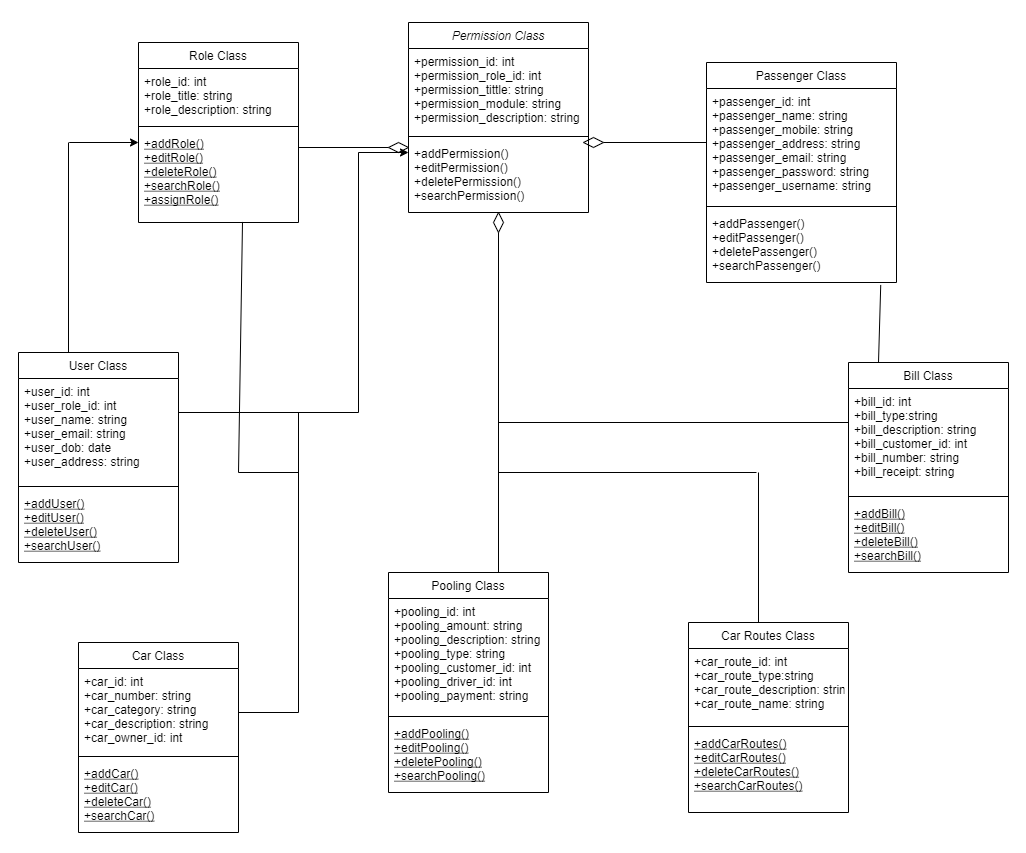 Role Class
+role_id: int
+role_title: string
+role_description: string
+addRole()
+editRole()
+deleteRole()
+searchRole()
+assignRole()
Permission Class
+permission_id: int
+permission_role_id: int
+permission_tittle: string
+permission_module: string
+permission_description: string
+addPermission()
+editPermission()
+deletePermission()
+searchPermission()
Passenger Class
+passenger_id: int
+passenger_name: string
+passenger_mobile: string
+passenger_address: string
+passenger_email: string
+passenger_password: string
+passenger_username: string
+addPassenger()
+editPassenger()
+deletePassenger()
+searchPassenger()
User Class
+user_id: int
+user_role_id: int
+user_name: string
+user_email: string
+user_dob: date
+user_address: string
+addUser()
+editUser()
+deleteUser()
+searchUser()
Bill Class
+bill_id: int
+bill_type:string
+bill_description: string
+bill_customer_id: int
+bill_number: string
+bill_receipt: string
+addBill()
+editBill()
+deleteBill()
+searchBill()
Car Class
+car_id: int
+car_number: string
+car_category: string
+car_description: string
+car_owner_id: int
+addCar()
+editCar()
+deleteCar()
+searchCar()
Pooling Class
+pooling_id: int
+pooling_amount: string
+pooling_description: string
+pooling_type: string
+pooling_customer_id: int
+pooling_driver_id: int
+pooling_payment: string
+addPooling()
+editPooling()
+deletePooling()
+searchPooling()
Car Routes Class
+car_route_id: int
+car_route_type:string
+car_route_description: strin
+car_route_name: string
+addCarRoutes()
+editCarRoutes()
+deleteCarRoutes()
+searchCarRoutes()